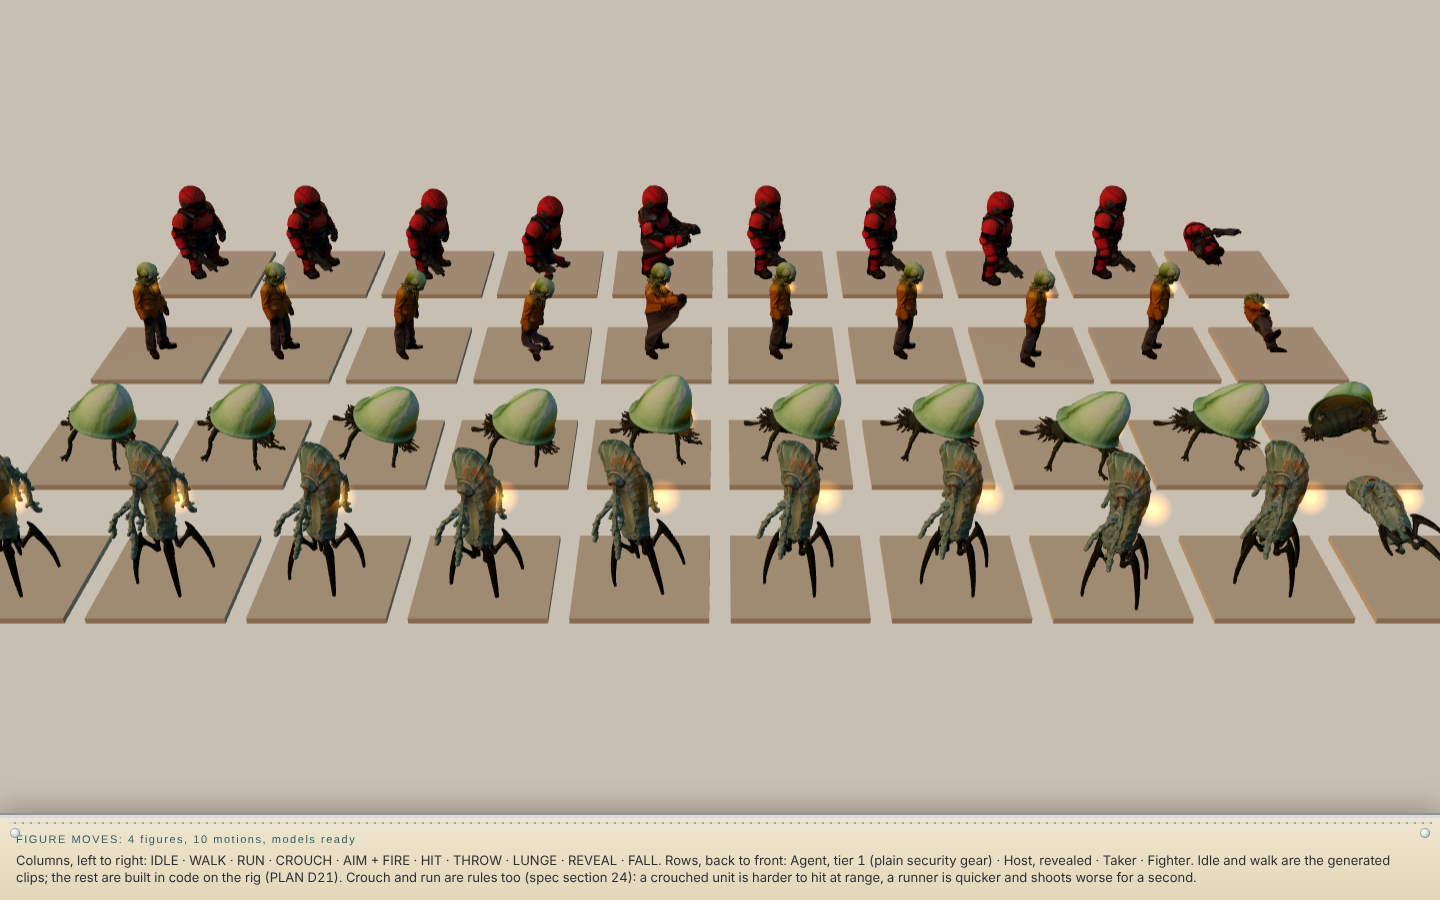 FIGURE MOVES: 4 figures, 10 motions, models ready
Columns, left to right: IDLE · WALK · RUN · CROUCH · AIM + FIRE · HIT · THROW · LUNGE · REVEAL · FALL. Rows, back to front: Agent, tier 1 (plain security gear) · Host, revealed · Taker · Fighter. Idle and walk are the generated
clips; the rest are built in code on the rig (PLAN D21). Crouch and run are rules too (spec section 24): a crouched unit is harder to hit at range, a runner is quicker and shoots worse for a second.